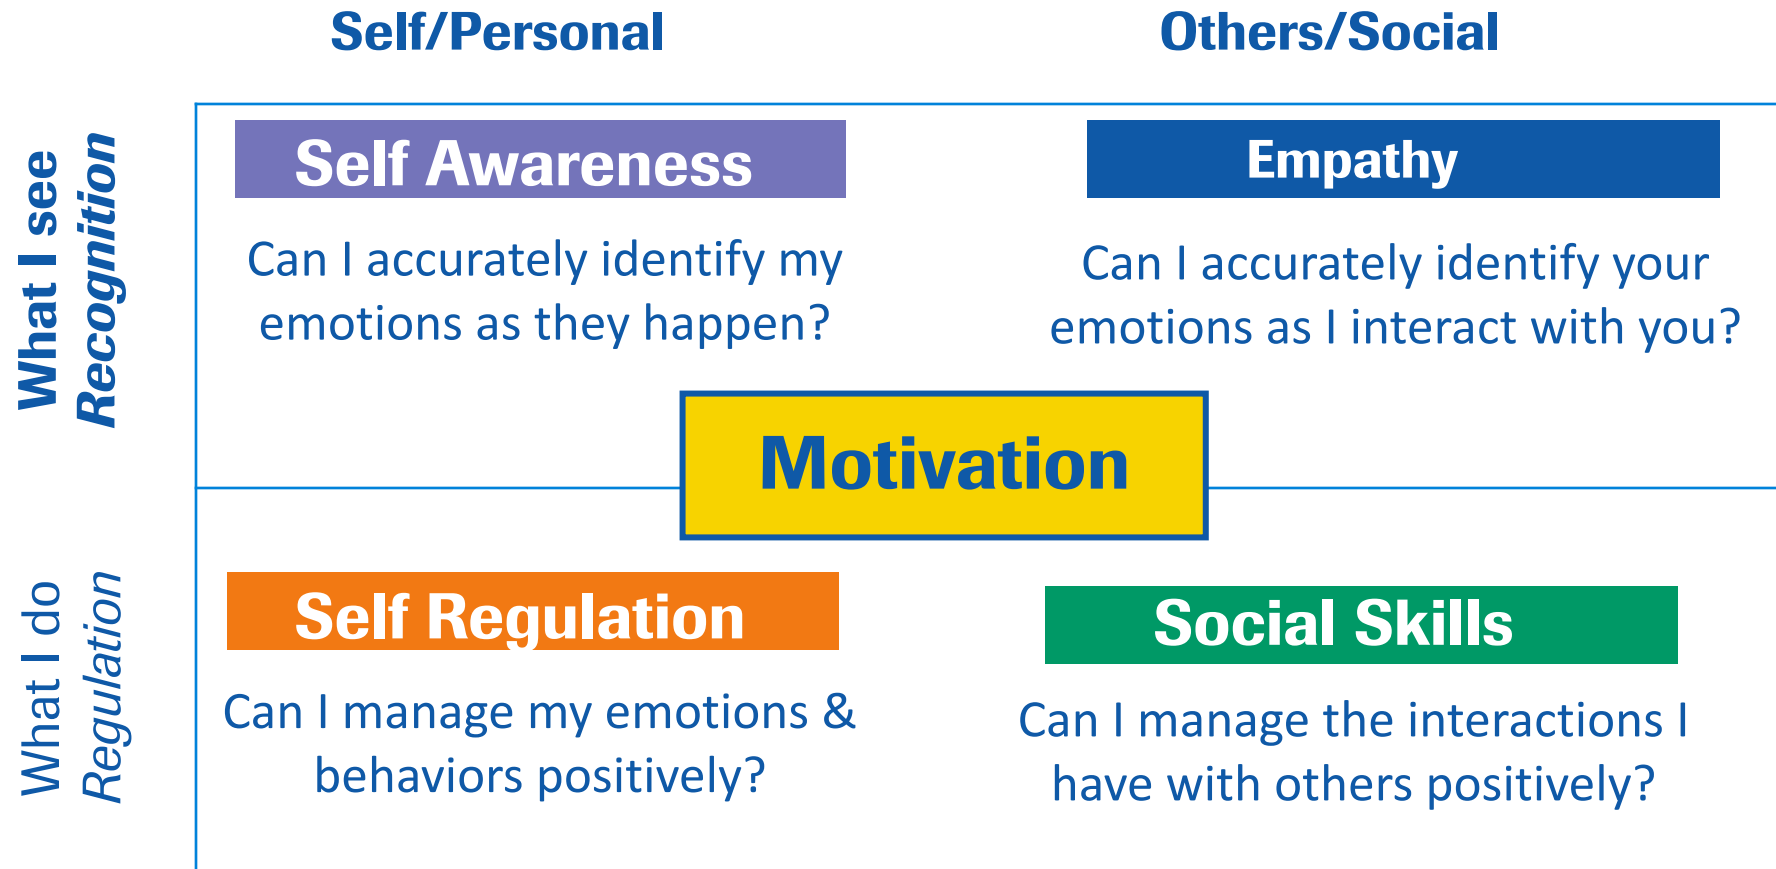 Self/Personal
Others/Social
What I see
Recognition
Self Awareness
Can I accurately identify my
emotions as they happen?
Empathy
Can I accurately identify your
emotions as I interact with you?
Motivation
What I do
Regulation
Self Regulation
Can I manage my emotions &
behaviors positively?
Social Skills
Can I manage the interactions I
have with others positively?